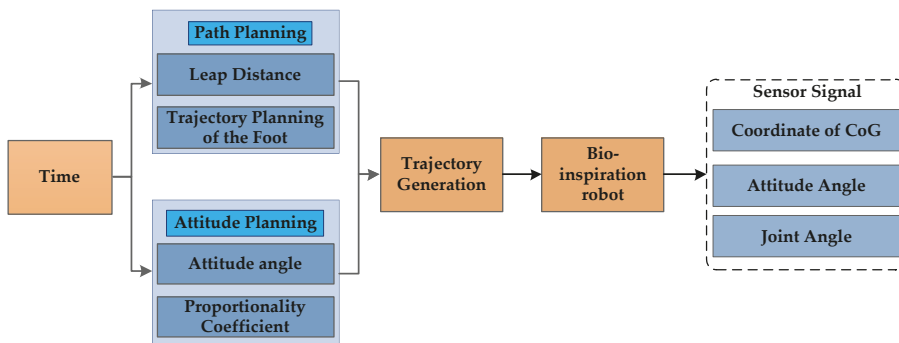 Time
Path Planning
Leap Distance
Trajectory Planning
of the Foot
Attitude Planning
Attitude angle
Proportionality
Coefficient
Trajectory
Generation
Bio-
inspiration
robot
Sensor Signal
Coordinate of CoG
Attitude Angle
Joint Angle